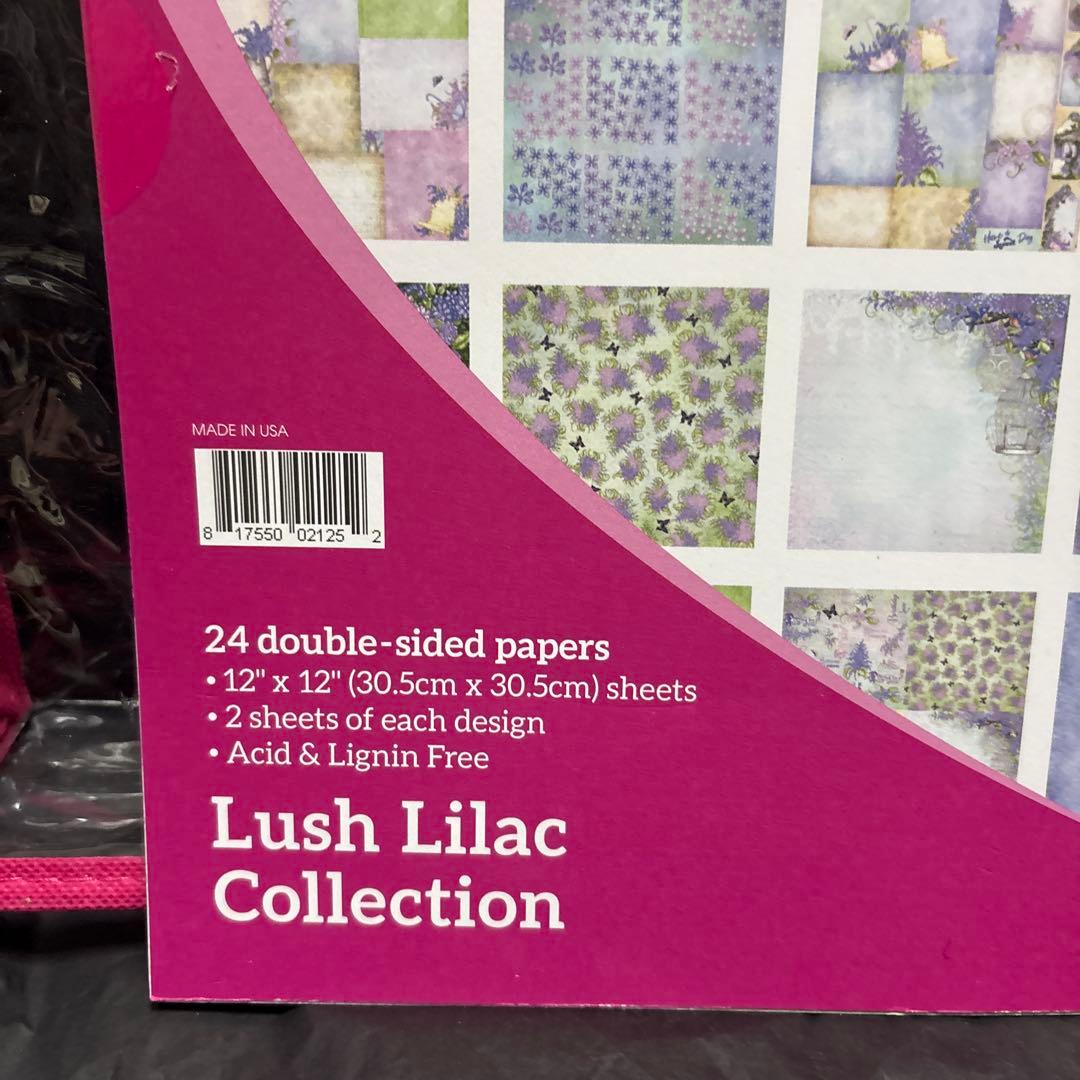 MADE IN USA
8 17550 02125 2
24 double-sided papers
• 12" x 12" (30.5cm x 30.5cm) sheets
• 2 sheets of each design
• Acid & Lignin Free
Lush Lilac
Collection